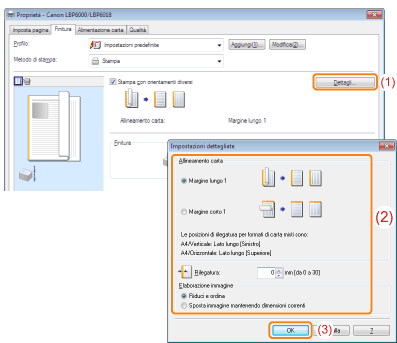 Proprietà - Canon LBP6000/LBP6018
Imposta pagina Finitura Alimentazione carta Qualità
Profilo: Impostazioni predefinite Aggiungi(1)... Modifica(2)...
Metodo di stampa: Stampa
Stampa con orientamenti diversi Dettagli... (1)
Allineamento carta: Margine lungo 1
Finitura
Impostazioni dettagliate
Allineamento carta
Margine lungo 1
Margine corto 1
(2)
Le posizioni di rilegatura per formati di carta misti sono:
A4/Verticale: Lato lungo [Sinistro]
A4/Orizzontale: Lato lungo [Superiore]
Rilegatura: 0 mm [da 0 a 30]
Elaborazione immagine
Riduci e ordina
Sposta immagine mantenendo dimensioni correnti
OK (3) lla ?